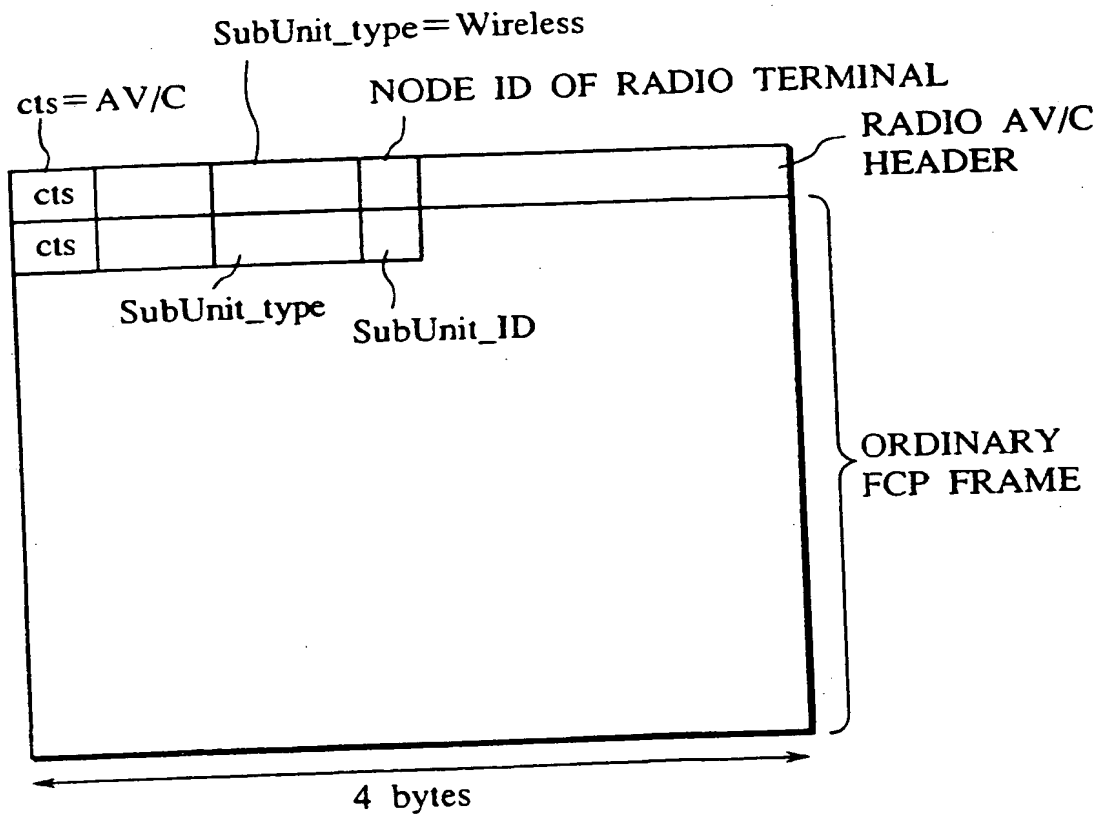 SubUnit_type=Wireless
cts=AV/C
NODE ID OF RADIO TERMINAL
RADIO AV/C
HEADER
cts
cts
SubUnit_type
SubUnit_ID
ORDINARY
FCP FRAME
4 bytes